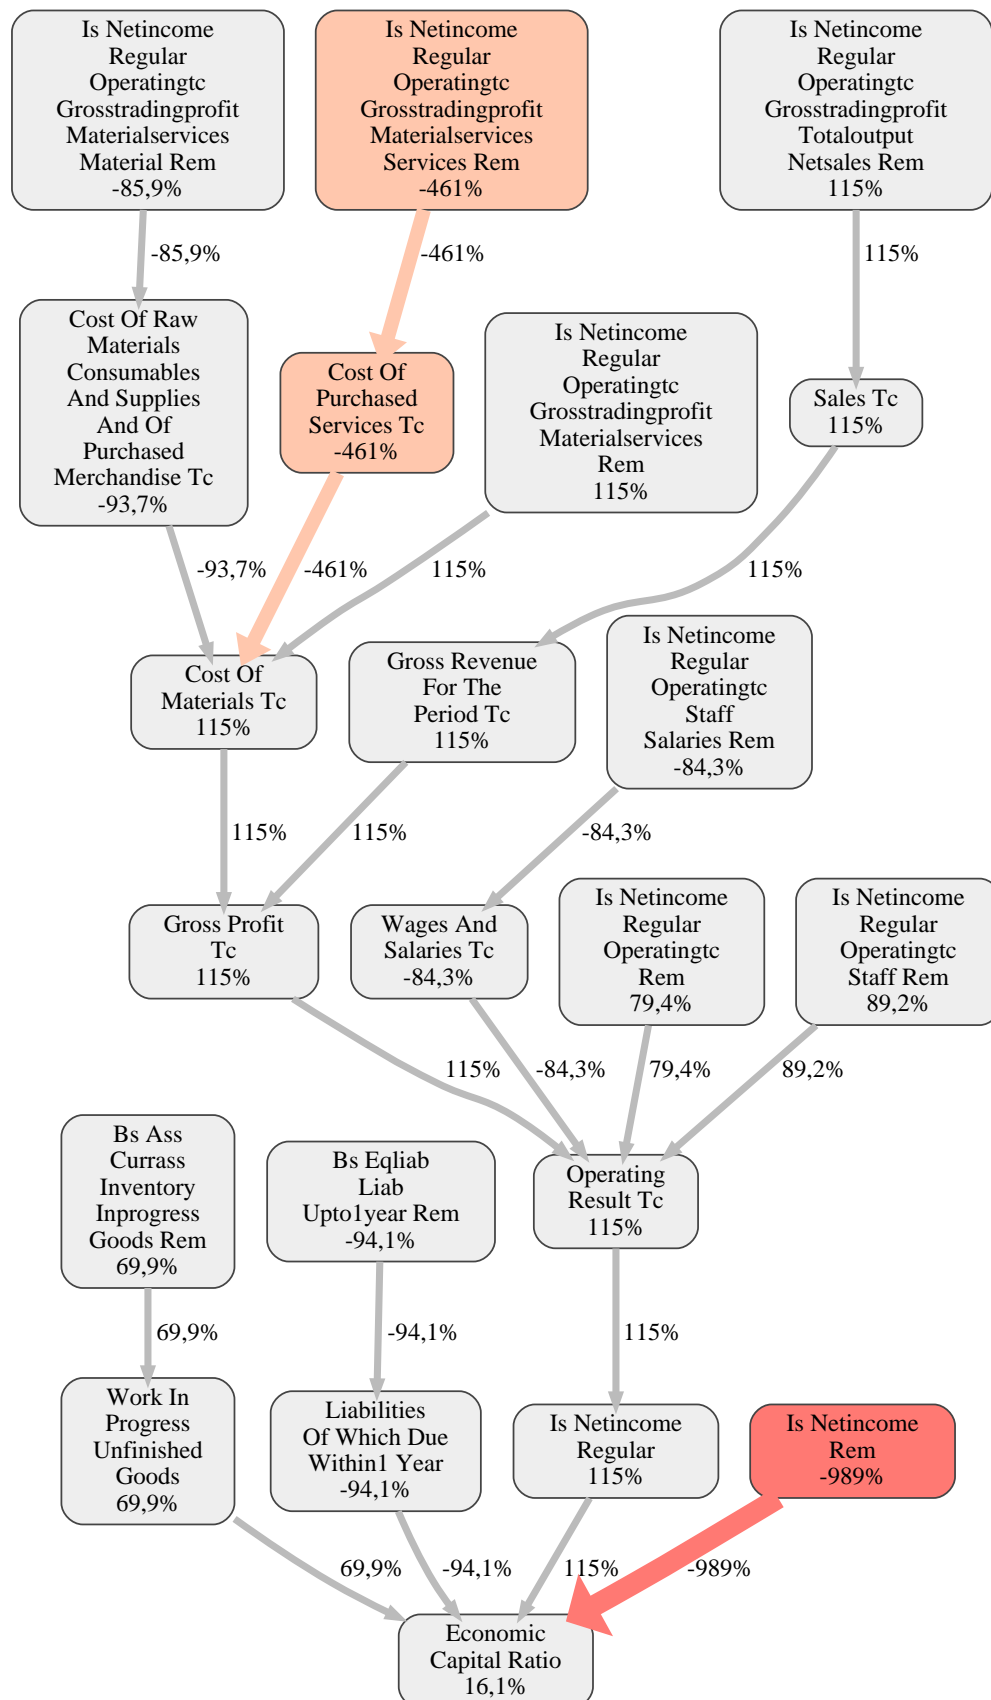 Is Netincome
Regular
Operatingtc
Grosstradingprofit
Materialservices
Material Rem
-85,9%
Is Netincome
Regular
Operatingtc
Grosstradingprofit
Materialservices
Services Rem
-461%
Is Netincome
Regular
Operatingtc
Grosstradingprofit
Totaloutput
Netsales Rem
115%
-85,9%
-461%
115%
Cost Of Raw
Materials
Consumables
And Supplies
And Of
Purchased
Merchandise Tc
-93,7%
Cost Of
Purchased
Services Tc
-461%
Is Netincome
Regular
Operatingtc
Grosstradingprofit
Materialservices
Rem
115%
Sales Tc
115%
-93,7%
-461%
115%
115%
Cost Of
Materials Tc
115%
Gross Revenue
For The
Period Tc
115%
Is Netincome
Regular
Operatingtc
Staff
Salaries Rem
-84,3%
115%
115%
-84,3%
Gross Profit
Tc
115%
Wages And
Salaries Tc
-84,3%
Is Netincome
Regular
Operatingtc
Rem
79,4%
Is Netincome
Regular
Operatingtc
Staff Rem
89,2%
115%
-84,3%
79,4%
89,2%
Bs Ass
Currass
Inventory
Inprogress
Goods Rem
69,9%
Bs Eqliab
Liab
Upto1year Rem
-94,1%
Operating
Result Tc
115%
69,9%
-94,1%
115%
Work In
Progress
Unfinished
Goods
69,9%
Liabilities
Of Which Due
Within1 Year
-94,1%
Is Netincome
Regular
115%
Is Netincome
Rem
-989%
69,9%
-94,1%
115%
-989%
Economic
Capital Ratio
16,1%